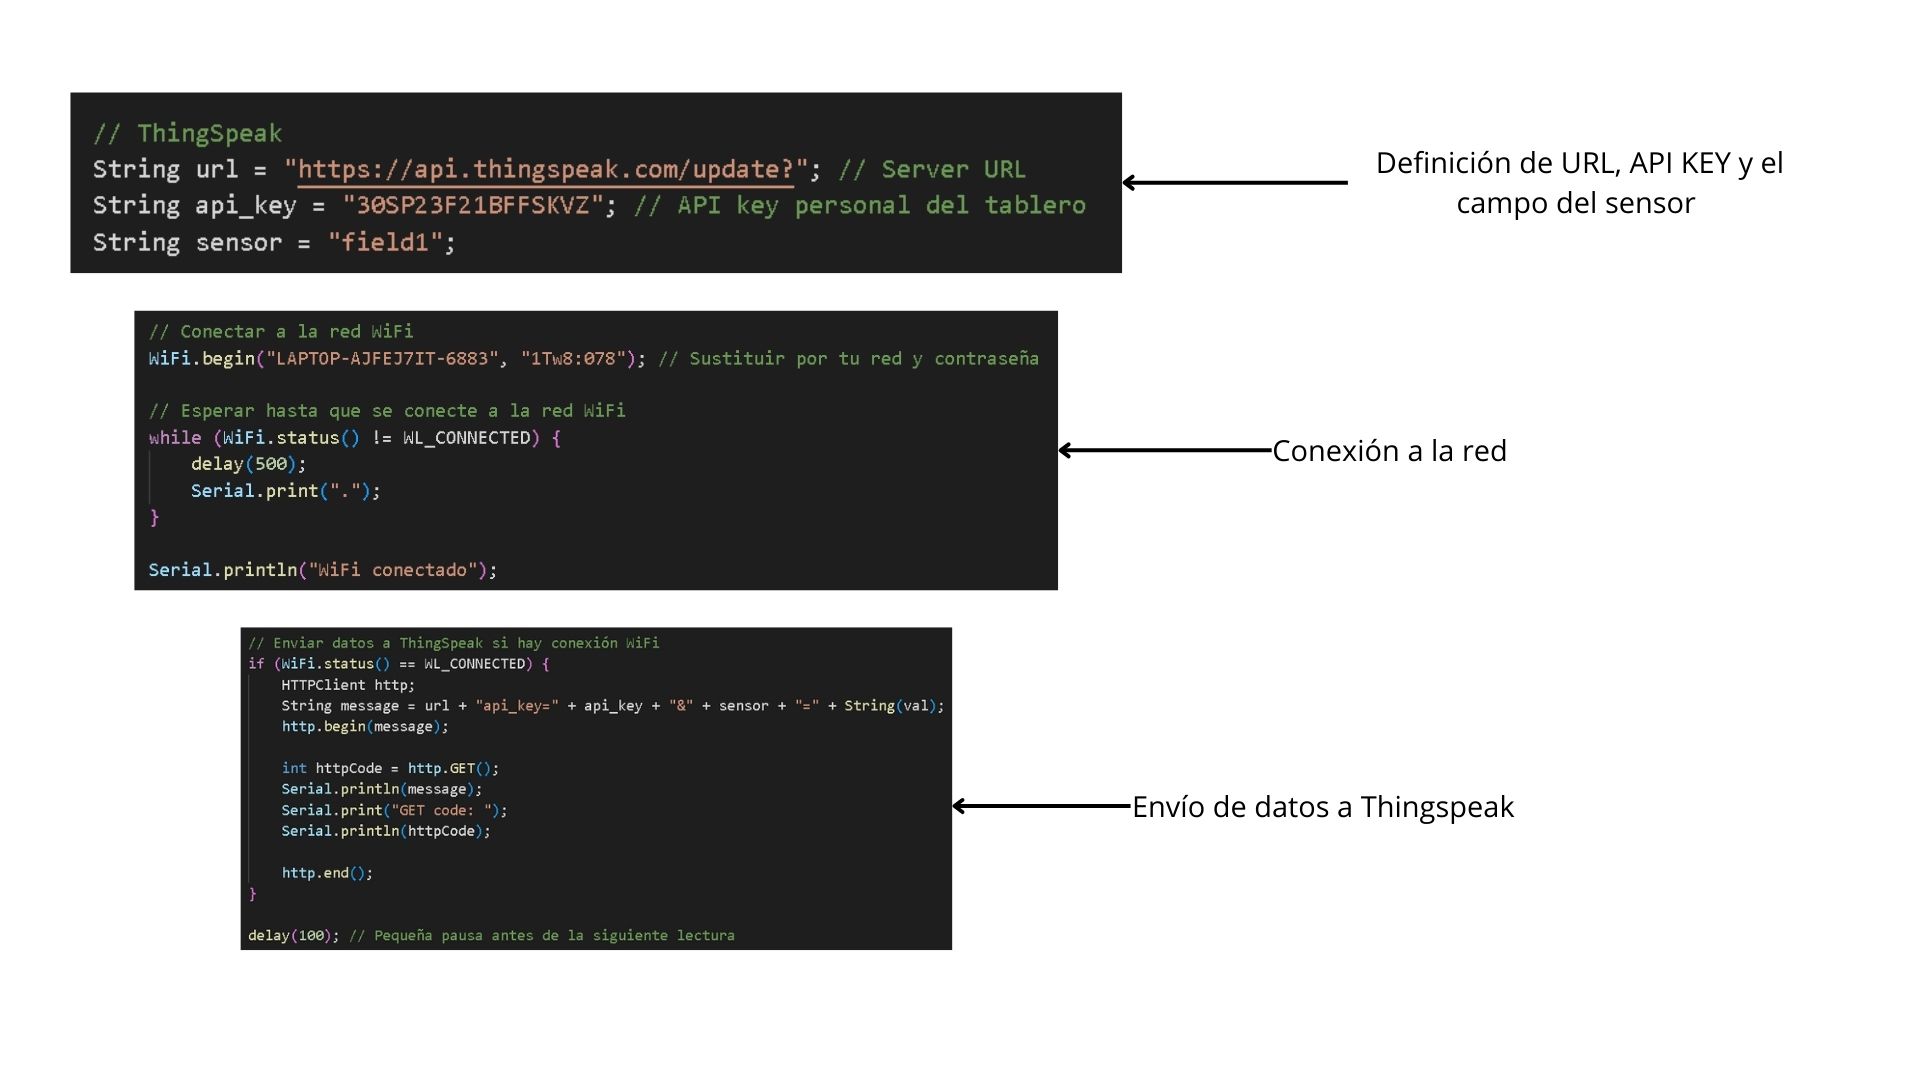 // ThingSpeak
String url = "https://api.thingspeak.com/update?"; // Server URL
String api_key = "30SP23F21BFFSKVZ"; // API key personal del tablero
String sensor = "field1";
Definición de URL, API KEY y el
campo del sensor
// Conectar a la red WiFi
WiFi.begin("LAPTOP-AJFEJ7IT-6883", "1Tw8:078"); // Sustituir por tu red y contraseña
// Esperar hasta que se conecte a la red WiFi
while (WiFi.status() != WL_CONNECTED) {
delay(500);
Serial.print(".");
}
Serial.println("WiFi conectado");
Conexión a la red
// Enviar datos a ThingSpeak si hay conexión WiFi
if (WiFi.status() == WL_CONNECTED) {
HTTPClient http;
String message = url + "api_key=" + api_key + "&" + sensor + "=" + String(val);
http.begin(message);
int httpCode = http.GET();
Serial.println(message);
Serial.print("GET code: ");
Serial.println(httpCode);
http.end();
}
delay(100); // Pequeña pausa antes de la siguiente lectura
Envío de datos a Thingspeak